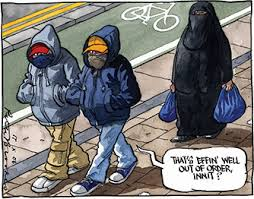 THAT'S EFFIN' WELL
OUT OF ORDER,
INNIT?